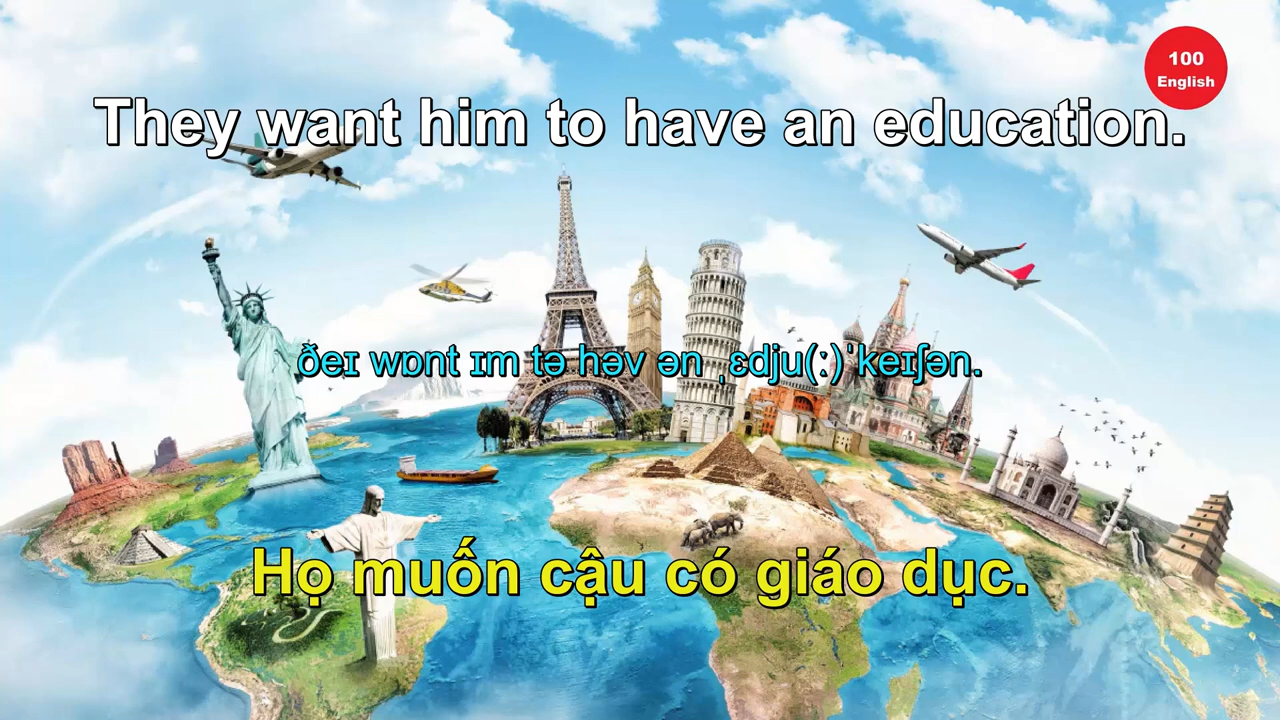 100
English
They want him to have an education.
ðeɪ wɒnt ɪm tə həv ən ˌɛdju(ː)ˈkeɪʃən.
Họ muốn cậu có giáo dục.